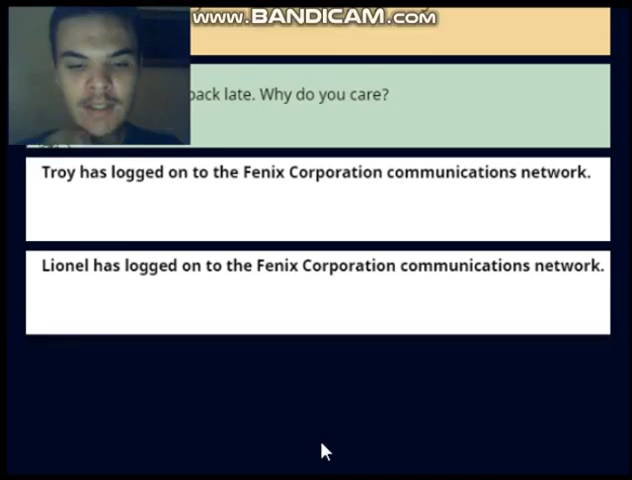 www.BANDICAM.com
back late. Why do you care?
Troy has logged on to the Fenix Corporation communications network.
Lionel has logged on to the Fenix Corporation communications network.